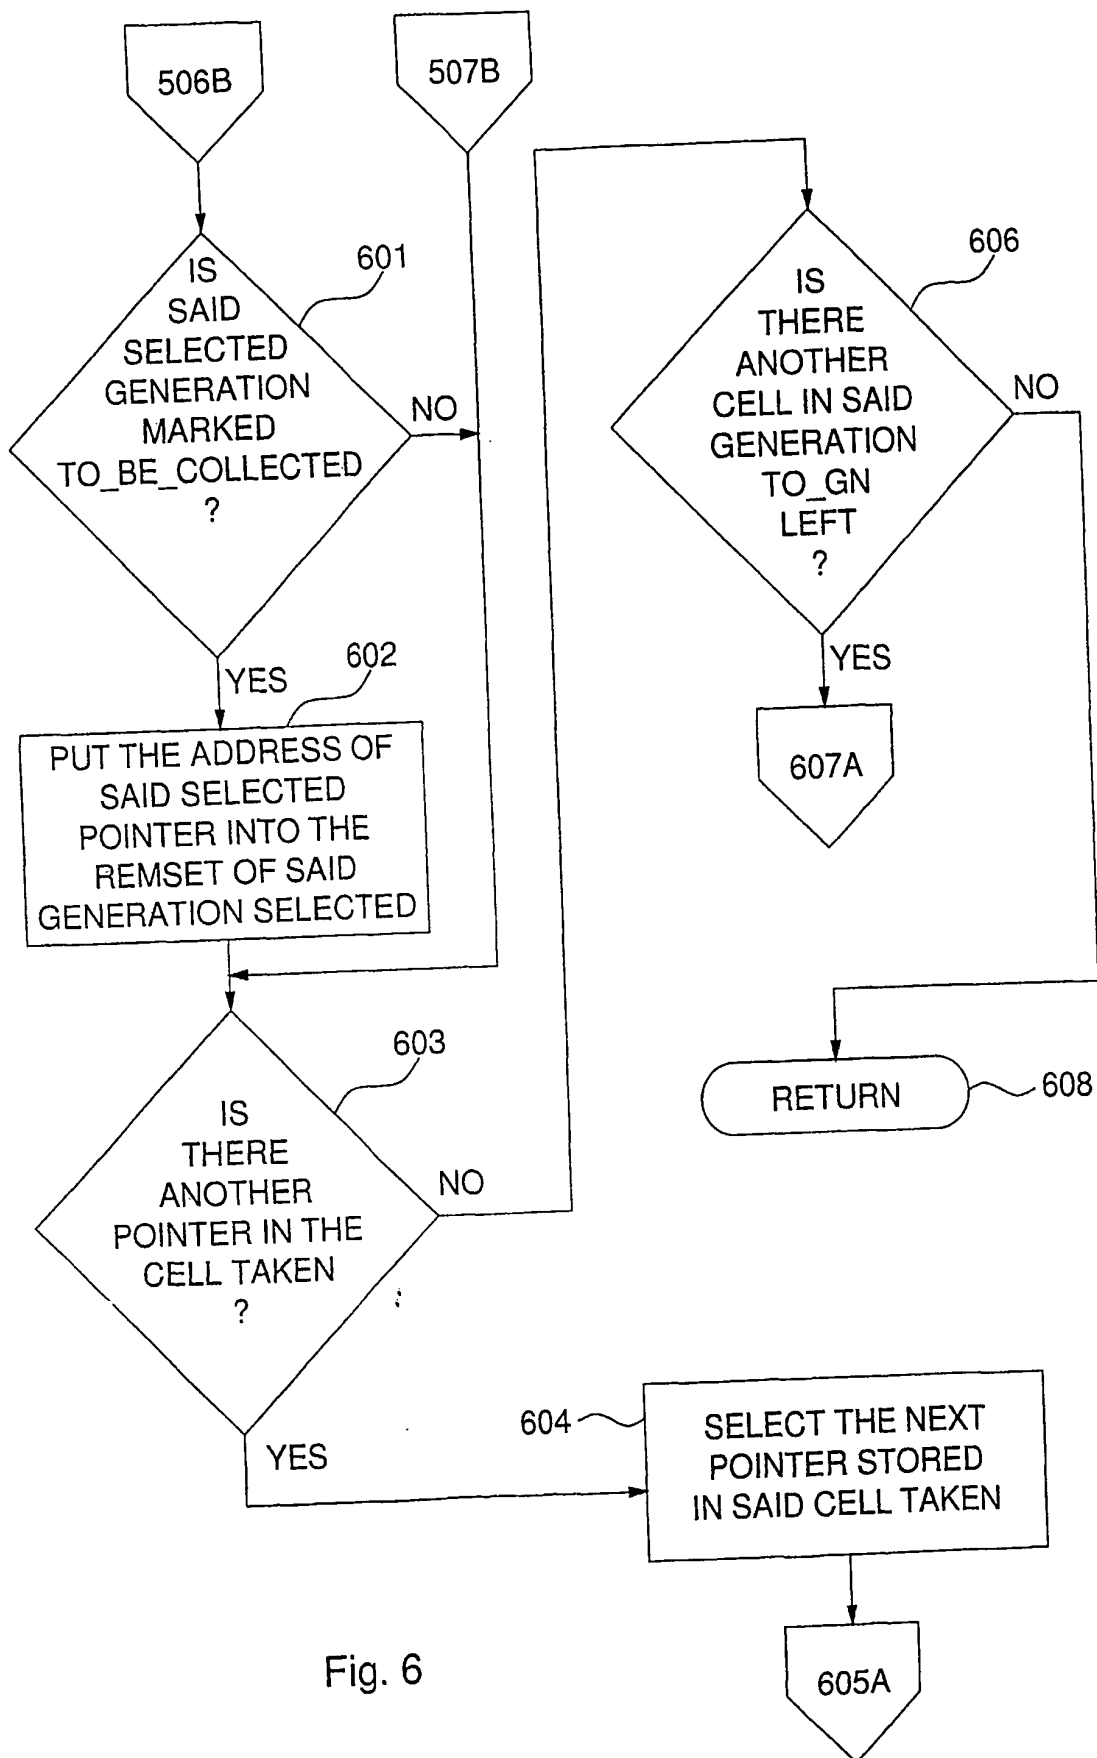 506B
507B
601
IS
SAID
SELECTED
GENERATION
MARKED
TO_BE_COLLECTED
?
NO
YES
602
PUT THE ADDRESS OF
SAID SELECTED
POINTER INTO THE
REMSET OF SAID
GENERATION SELECTED
603
IS
THERE
ANOTHER
POINTER IN THE
CELL TAKEN
?
NO
YES
604
SELECT THE NEXT
POINTER STORED
IN SAID CELL TAKEN
605A
606
IS
THERE
ANOTHER
CELL IN SAID
GENERATION
TO_GN
LEFT
?
NO
YES
607A
RETURN
608
Fig. 6